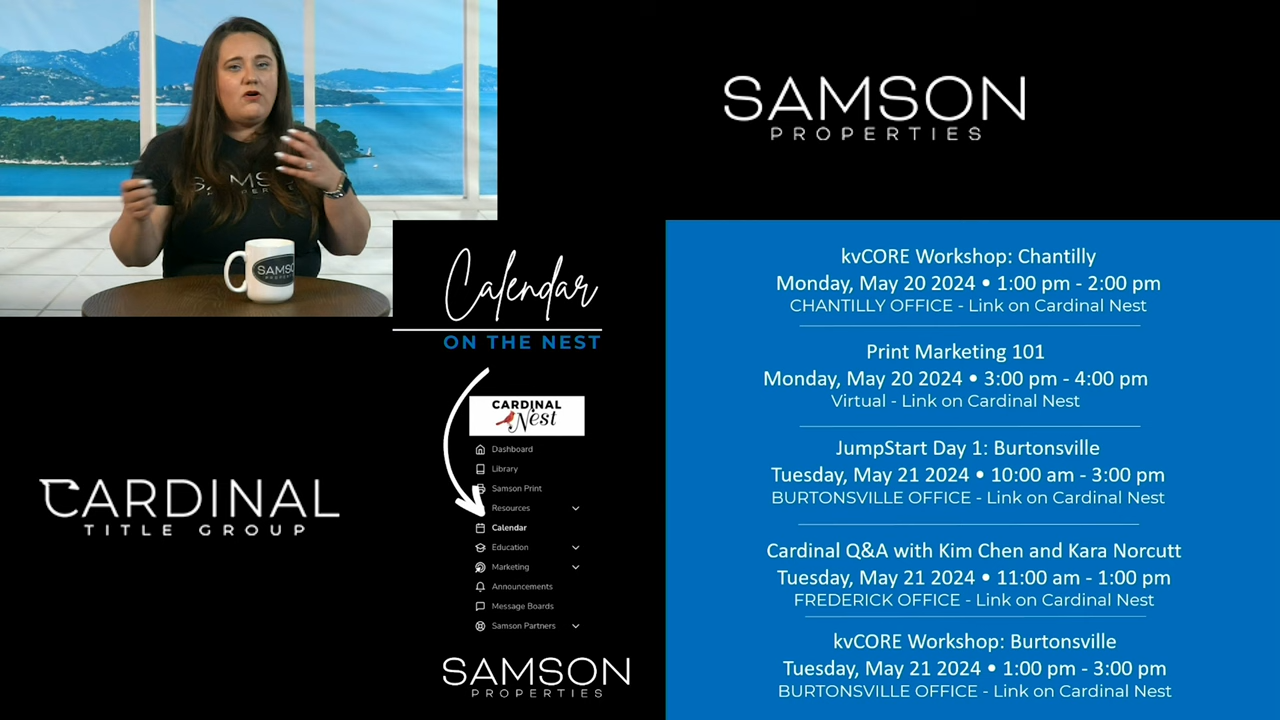 SAMSON
PROPERTIES
SAMSON
PROPERTIES
Calendar
ON THE NEST
CARDINAL
Nest
Dashboard
Library
Samson Print
Resources
Calendar
Education
Marketing
Announcements
Message Boards
Samson Partners
SAMSON
PROPERTIES
CARDINAL
TITLE GROUP
kvCORE Workshop: Chantilly
Monday, May 20 2024 • 1:00 pm - 2:00 pm
CHANTILLY OFFICE - Link on Cardinal Nest
Print Marketing 101
Monday, May 20 2024 • 3:00 pm - 4:00 pm
Virtual - Link on Cardinal Nest
JumpStart Day 1: Burtonsville
Tuesday, May 21 2024 • 10:00 am - 3:00 pm
BURTONSVILLE OFFICE - Link on Cardinal Nest
Cardinal Q&A with Kim Chen and Kara Norcutt
Tuesday, May 21 2024 • 11:00 am - 1:00 pm
FREDERICK OFFICE - Link on Cardinal Nest
kvCORE Workshop: Burtonsville
Tuesday, May 21 2024 • 1:00 pm - 3:00 pm
BURTONSVILLE OFFICE - Link on Cardinal Nest